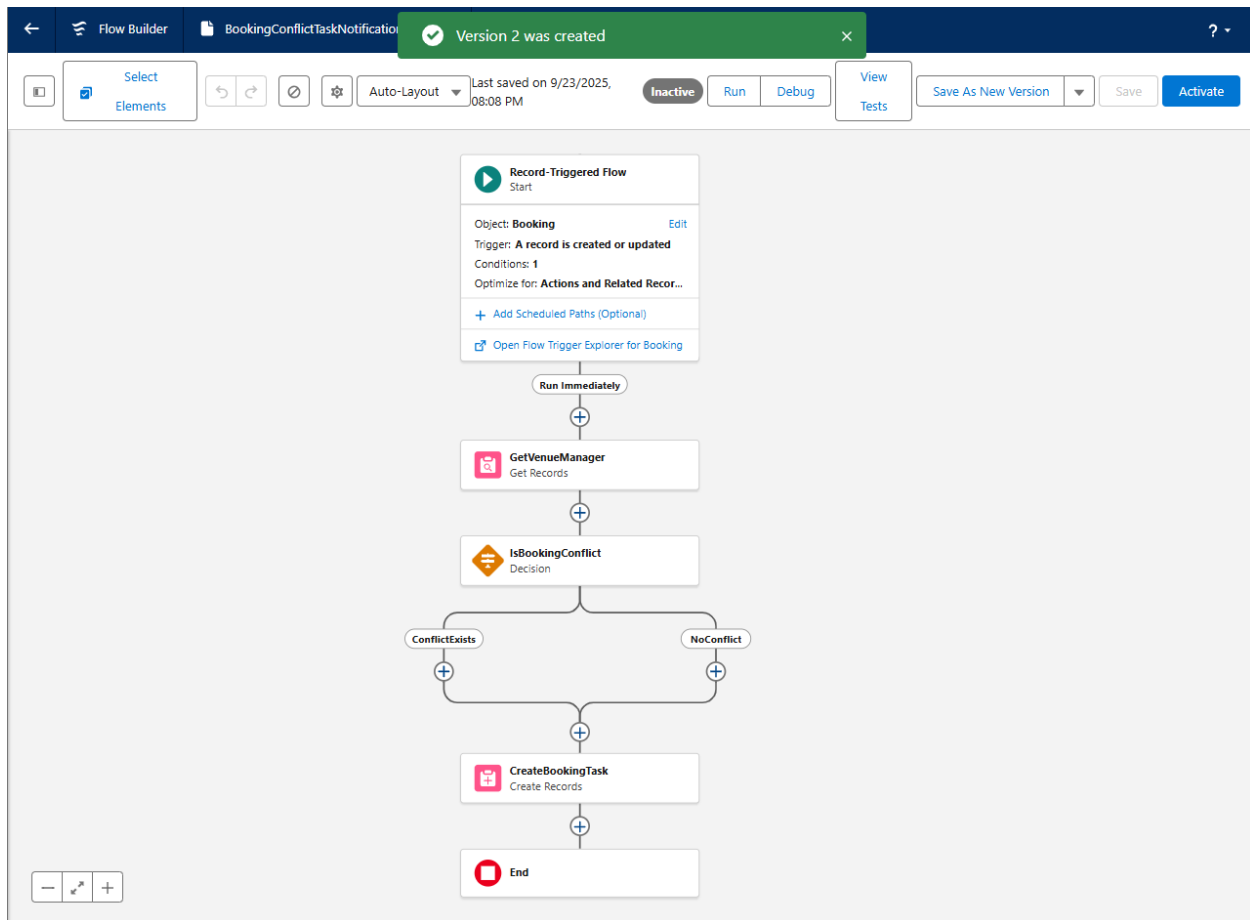 Flow Builder
BookingConflictTaskNotification
Version 2 was created
?
Select
Elements
Auto-Layout
Last saved on 9/23/2025,
08:08 PM
Inactive
Run
Debug
View
Tests
Save As New Version
Save
Activate
Record-Triggered Flow
Start
Object: Booking
Edit
Trigger: A record is created or updated
Conditions: 1
Optimize for: Actions and Related Recor...
+ Add Scheduled Paths (Optional)
Open Flow Trigger Explorer for Booking
Run Immediately
GetVenueManager
Get Records
IsBookingConflict
Decision
ConflictExists
NoConflict
CreateBookingTask
Create Records
End